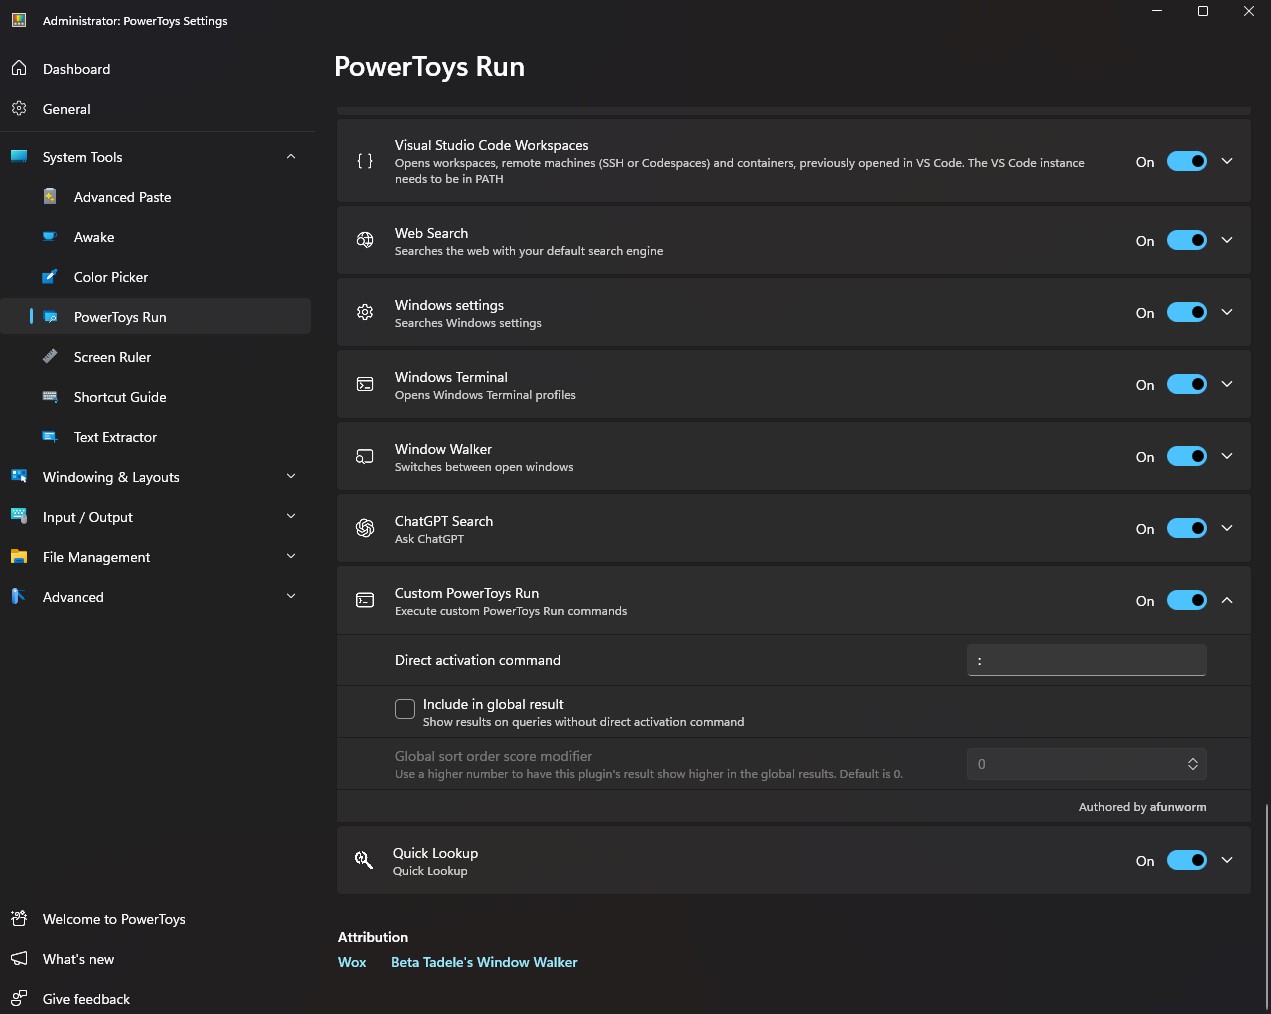 Administrator: PowerToys Settings
Dashboard
General
System Tools
Advanced Paste
Awake
Color Picker
PowerToys Run
Screen Ruler
Shortcut Guide
Text Extractor
Windowing & Layouts
Input / Output
File Management
Advanced
Welcome to PowerToys
What's new
Give feedback
PowerToys Run
Visual Studio Code Workspaces
Opens workspaces, remote machines (SSH or Codespaces) and containers, previously opened in VS Code. The VS Code instance
needs to be in PATH
On
Web Search
Searches the web with your default search engine
On
Windows settings
Searches Windows settings
On
Windows Terminal
Opens Windows Terminal profiles
On
Window Walker
Switches between open windows
On
ChatGPT Search
Ask ChatGPT
On
Custom PowerToys Run
Execute custom PowerToys Run commands
On
Direct activation command
:
Include in global result
Show results on queries without direct activation command
Global sort order score modifier
Use a higher number to have this plugin's result show higher in the global results. Default is 0.
0
Authored by afunworm
Quick Lookup
Quick Lookup
On
Attribution
Wox Beta Tadele's Window Walker